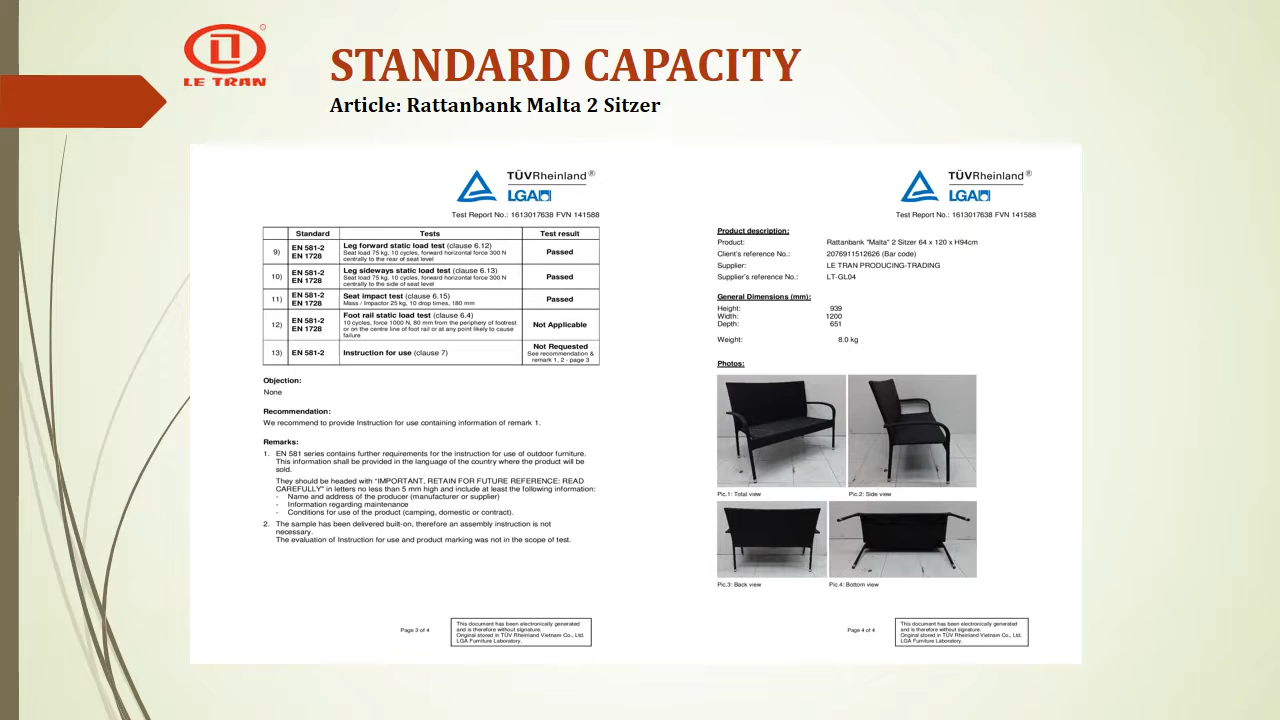 LE TRAN
STANDARD CAPACITY
Article: Rattanbank Malta 2 Sitzer
TÜVRheinland®
LGA
Test Report No.: 1613017638 FVN 141588
Standard Tests Test result
9) EN 581-2 EN 1728 Leg forward static load test (clause 6.12) Passed
Seat load 75 kg, 10 cycles, forward horizontal force 300 N
centrally to the rear of seat level
10) EN 581-2 EN 1728 Leg sideways static load test (clause 6.13) Passed
Seat load 75 kg, 10 cycles, forward horizontal force 300 N
centrally to the side of seat level
11) EN 581-2 EN 1728 Seat impact test (clause 6.15) Passed
Mass / Impactor 25 kg, 10 drop times, 180 mm
12) EN 581-2 EN 1728 Foot rail static load test (clause 6.4) Not Applicable
10 cycles, force 1000 N, 80 mm from the periphery of footrest
or on the centre line of foot rail or at any point likely to cause
failure
13) EN 581-2 Instruction for use (clause 7) Not Requested
See recommendation &
remark 1, 2 - page 3
Objection:
None
Recommendation:
We recommend to provide Instruction for use containing information of remark 1.
Remarks:
1. EN 581 series contains further requirements for the instruction for use of outdoor furniture.
This information shall be provided in the language of the country where the product will be
sold.
They should be headed with "IMPORTANT, RETAIN FOR FUTURE REFERENCE: READ
CAREFULLY" in letters no less than 5 mm high and include at least the following information:
- Name and address of the producer (manufacturer or supplier)
- Information regarding maintenance
- Conditions for use of the product (camping, domestic or contract).
2. The sample has been delivered built-on, therefore an assembly instruction is not
necessary.
The evaluation of Instruction for use and product marking was not in the scope of test.
Page 3 of 4
This document has been electronically generated
and is therefore without signature.
Original stored in TÜV Rheinland Vietnam Co., Ltd.
LGA Furniture Laboratory.
TÜVRheinland®
LGA
Test Report No.: 1613017638 FVN 141588
Product description:
Product: Rattanbank "Malta" 2 Sitzer 64 x 120 x H94cm
Client's reference No.: 2076911512626 (Bar code)
Supplier: LE TRAN PRODUCING-TRADING
Supplier's reference No.: LT-GL04
General Dimensions (mm):
Height: 939
Width: 1200
Depth: 651
Weight: 8.0 kg
Photos:
Pic.1: Total view
Pic.2: Side view
Pic.3: Back view
Pic.4: Bottom view
Page 4 of 4
This document has been electronically generated
and is therefore without signature.
Original stored in TÜV Rheinland Vietnam Co., Ltd.
LGA Furniture Laboratory.